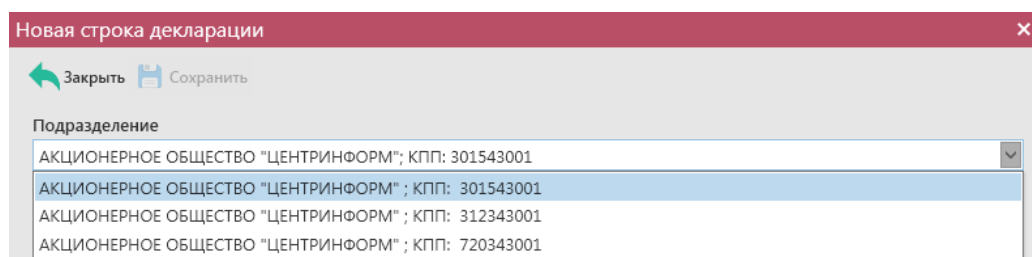 Новая строка декларации
Закрыть Сохранить
Подразделение
АКЦИОНЕРНОЕ ОБЩЕСТВО "ЦЕНТРИНФОРМ"; КПП: 301543001
АКЦИОНЕРНОЕ ОБЩЕСТВО "ЦЕНТРИНФОРМ" ; КПП: 301543001
АКЦИОНЕРНОЕ ОБЩЕСТВО "ЦЕНТРИНФОРМ" ; КПП: 312343001
АКЦИОНЕРНОЕ ОБЩЕСТВО "ЦЕНТРИНФОРМ" ; КПП: 720343001